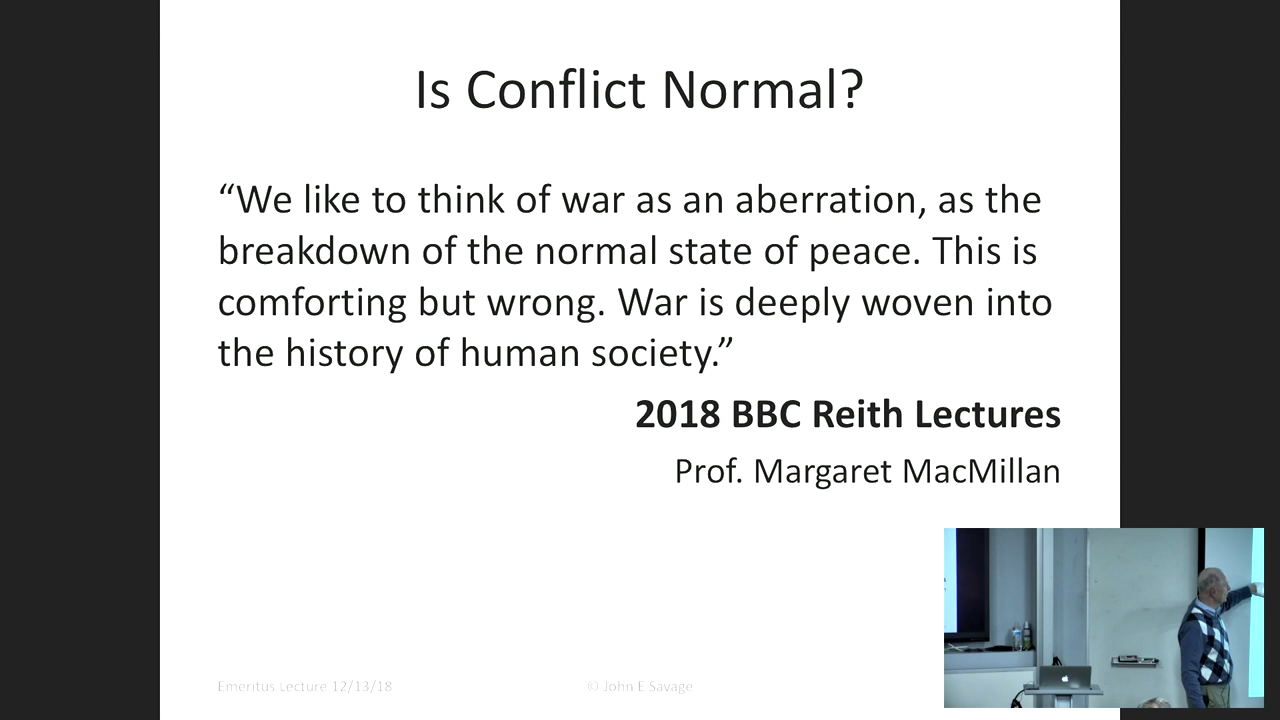 Is Conflict Normal?
“We like to think of war as an aberration, as the
breakdown of the normal state of peace. This is
comforting but wrong. War is deeply woven into
the history of human society.”
2018 BBC Reith Lectures
Prof. Margaret MacMillan
Emeritus Lecture 12/13/18
© John E Savage